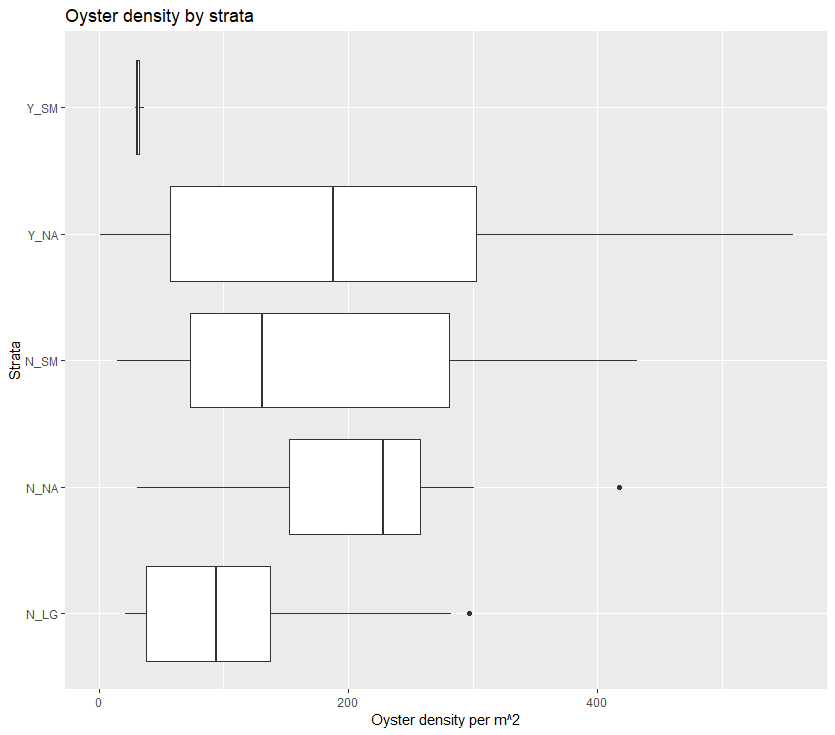 Oyster density by strata
Y_SM
Y_NA
N_SM
N_NA
N_LG
Strata
0
200
400
Oyster density per m^2